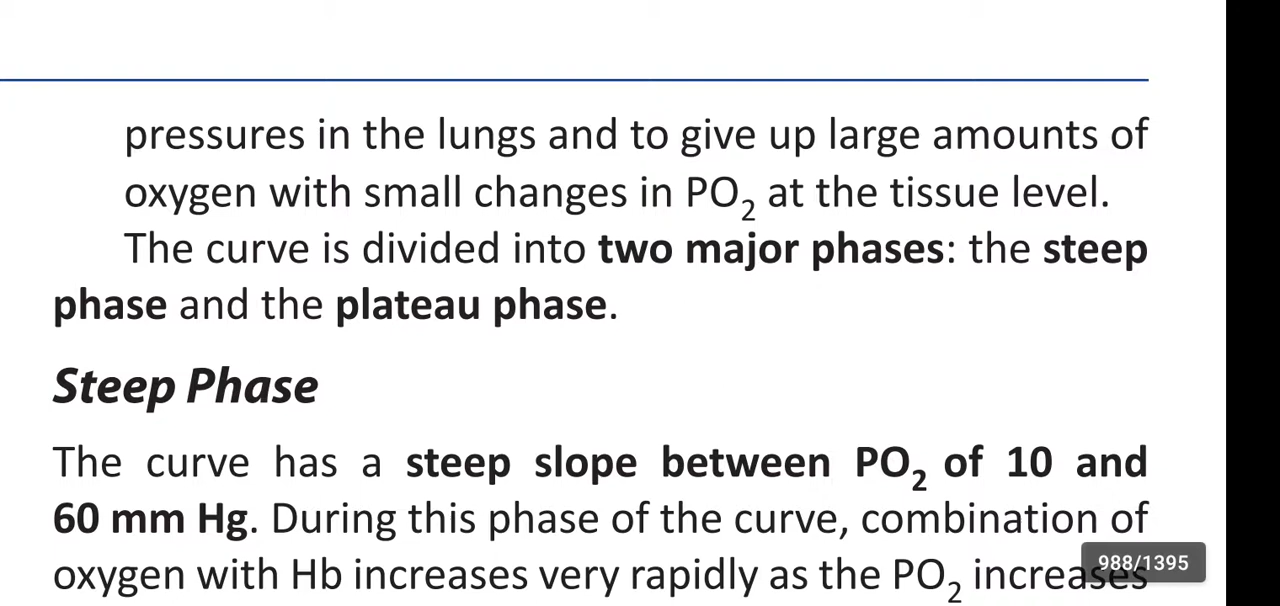 pressures in the lungs and to give up large amounts of
oxygen with small changes in PO₂ at the tissue level.
The curve is divided into two major phases: the steep
phase and the plateau phase.
Steep Phase
The curve has a steep slope between PO₂ of 10 and
60 mm Hg. During this phase of the curve, combination of
oxygen with Hb increases very rapidly as the PO₂ increases
988/1395